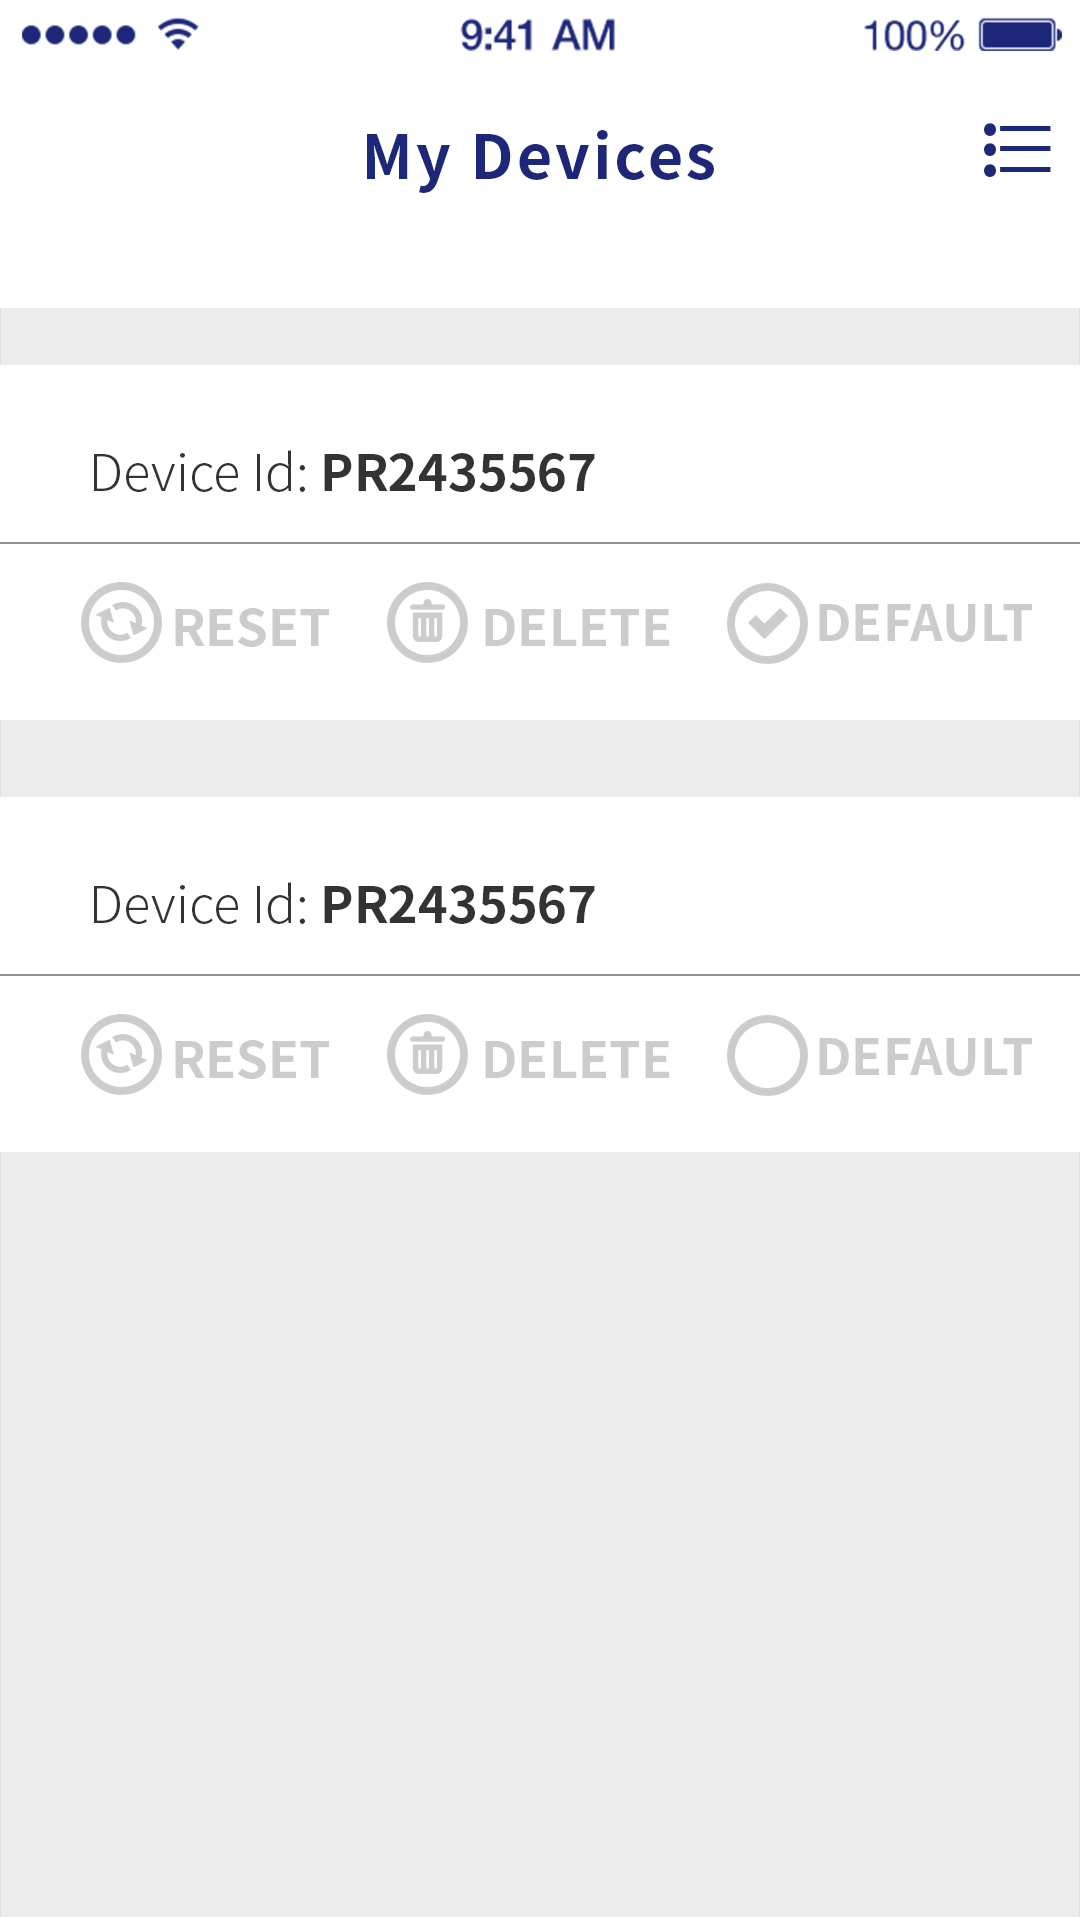 9:41 AM 100%
My Devices
Device Id: PR2435567
RESET DELETE DEFAULT
Device Id: PR2435567
RESET DELETE DEFAULT